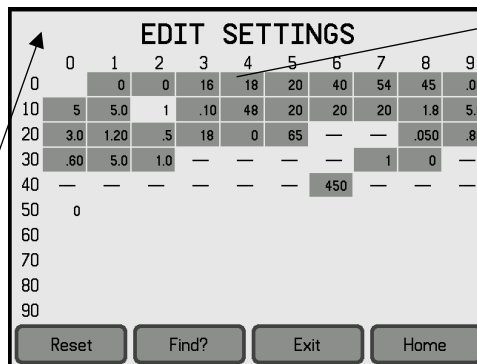 EDIT SETTINGS
0 1 2 3 4 5 6 7 8 9
0 0 0 16 18 20 40 54 45 .0
10 5 5.0 1 .10 48 20 20 20 1.8 5.
20 3.0 1.20 .5 18 0 65 — — .050 .8
30 .60 5.0 1.0 — — — — 1 0 —
40 — — — — — — 450 — — —
50 0
60
70
80
90
Reset Find? Exit Home